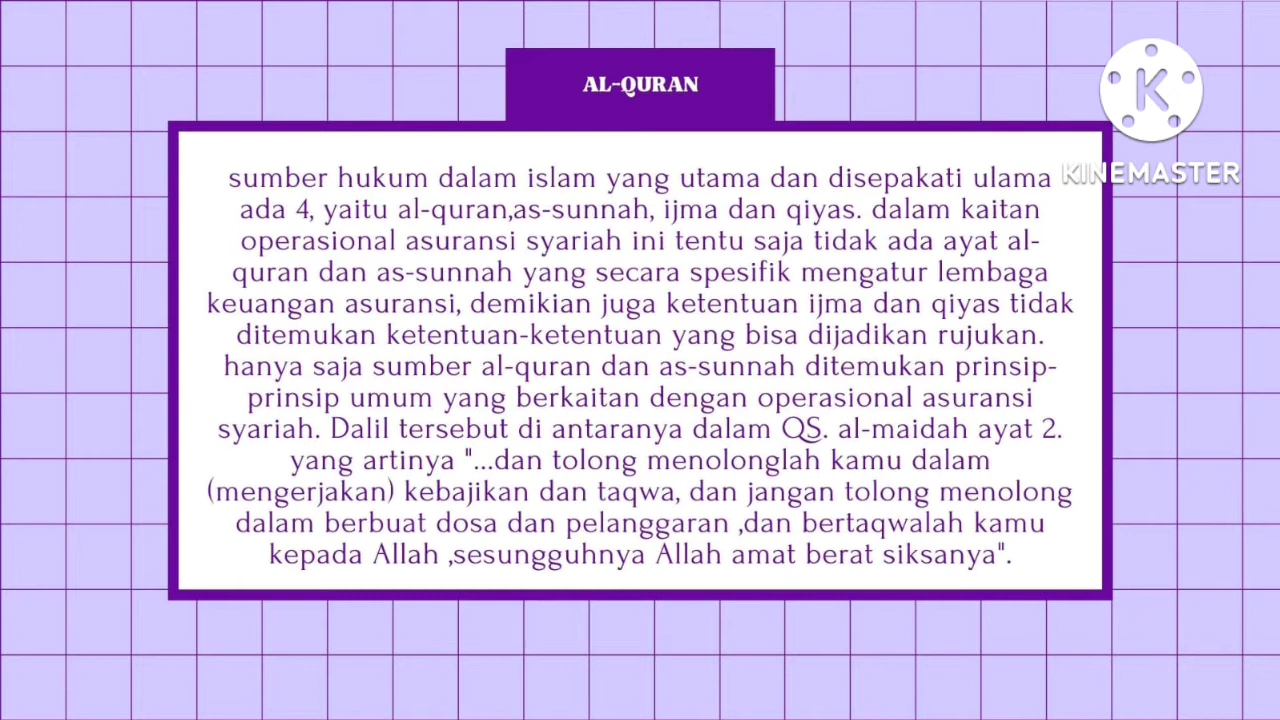 AL-QURAN
sumber hukum dalam islam yang utama dan disepakati ulama
ada 4, yaitu al-quran,as-sunnah, ijma dan qiyas. dalam kaitan
operasional asuransi syariah ini tentu saja tidak ada ayat al-
quran dan as-sunnah yang secara spesifik mengatur lembaga
keuangan asuransi, demikian juga ketentuan ijma dan qiyas tidak
ditemukan ketentuan-ketentuan yang bisa dijadikan rujukan.
hanya saja sumber al-quran dan as-sunnah ditemukan prinsip-
prinsip umum yang berkaitan dengan operasional asuransi
syariah. Dalil tersebut di antaranya dalam QS. al-maidah ayat 2.
yang artinya "...dan tolong menolonglah kamu dalam
(mengerjakan) kebajikan dan taqwa, dan jangan tolong menolong
dalam berbuat dosa dan pelanggaran ,dan bertaqwalah kamu
kepada Allah ,sesungguhnya Allah amat berat siksanya".
K
KINEMASTER